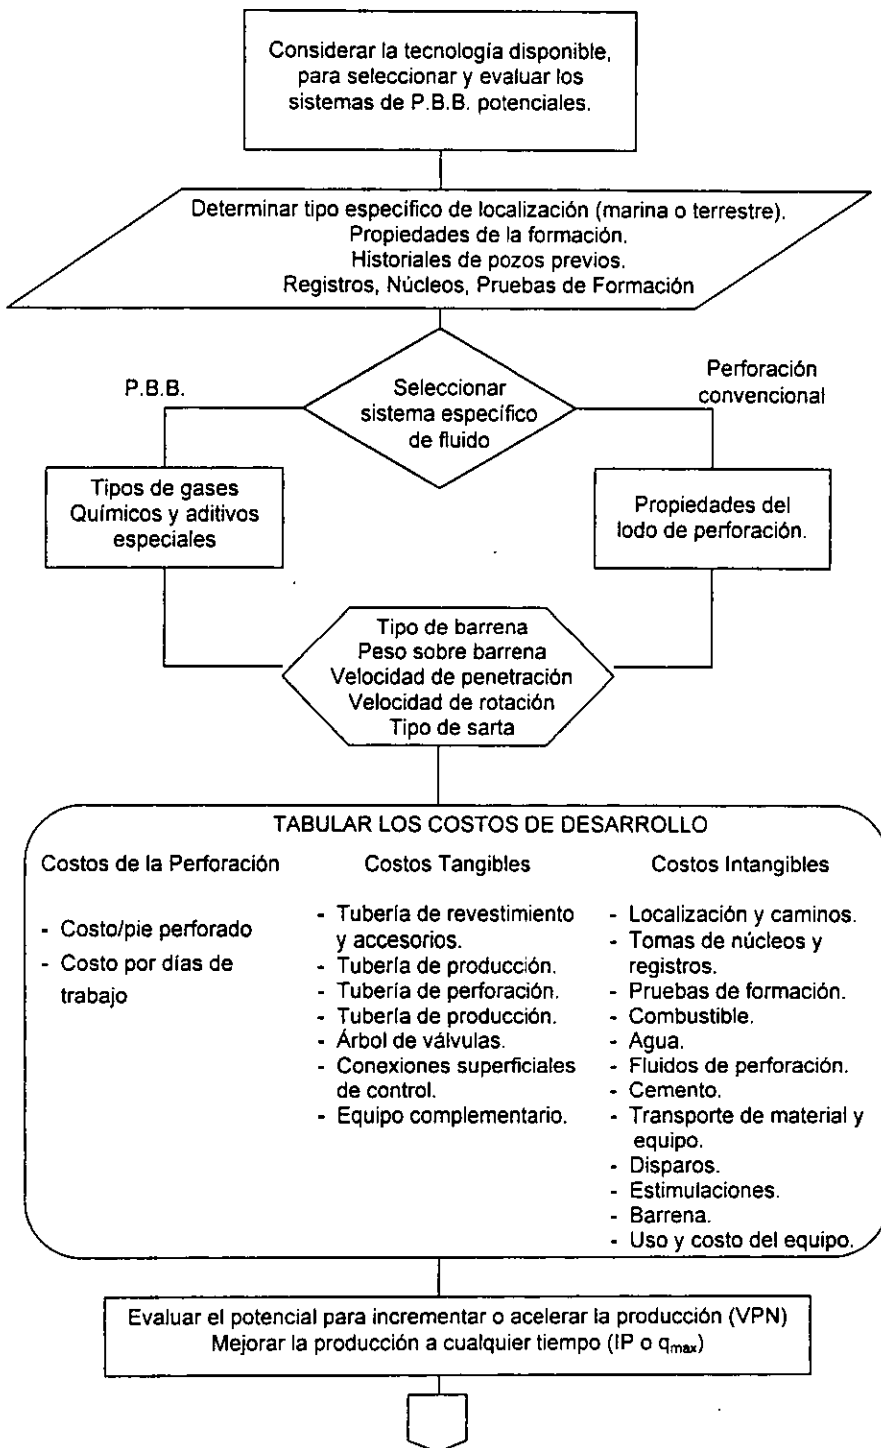 Considerar la tecnología disponible,
para seleccionar y evaluar los
sistemas de P.B.B. potenciales.
Determinar tipo específico de localización (marina o terrestre).
Propiedades de la formación.
Historiales de pozos previos.
Registros, Núcleos, Pruebas de Formación
P.B.B.
Seleccionar
sistema específico
de fluido
Perforación
convencional
Tipos de gases
Químicos y aditivos
especiales
Propiedades del
lodo de perforación.
Tipo de barrena
Peso sobre barrena
Velocidad de penetración
Velocidad de rotación
Tipo de sarta
TABULAR LOS COSTOS DE DESARROLLO
Costos de la Perforación
- Costo/pie perforado
- Costo por días de
trabajo
Costos Tangibles
- Tubería de revestimiento
y accesorios.
- Tubería de producción.
- Tubería de perforación.
- Tubería de producción.
- Árbol de válvulas.
- Conexiones superficiales
de control.
- Equipo complementario.
Costos Intangibles
- Localización y caminos.
- Tomas de núcleos y
registros.
- Pruebas de formación.
- Combustible.
- Agua.
- Fluidos de perforación.
- Cemento.
- Transporte de material y
equipo.
- Disparos.
- Estimulaciones.
- Barrena.
- Uso y costo del equipo.
Evaluar el potencial para incrementar o acelerar la producción (VPN)
Mejorar la producción a cualquier tiempo (IP o qmax)